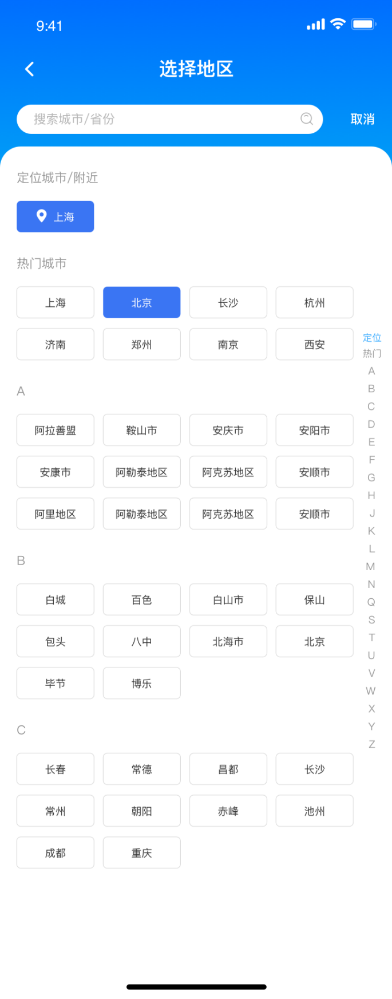 9:41
选择地区
搜索城市/省份
取消
定位城市/附近
上海
热门城市
上海 北京 长沙 杭州
济南 郑州 南京 西安
A
阿拉善盟 鞍山市 安庆市 安阳市
安康市 阿勒泰地区 阿克苏地区 安顺市
阿里地区 阿勒泰地区 阿克苏地区 安顺市
B
白城 百色 白山市 保山
包头 八中 北海市 北京
毕节 博乐
C
长春 常德 昌都 长沙
常州 朝阳 赤峰 池州
成都 重庆
定位
热门
A
B
C
D
E
F
G
H
J
K
L
M
N
Q
S
T
U
V
W
X
Y
Z